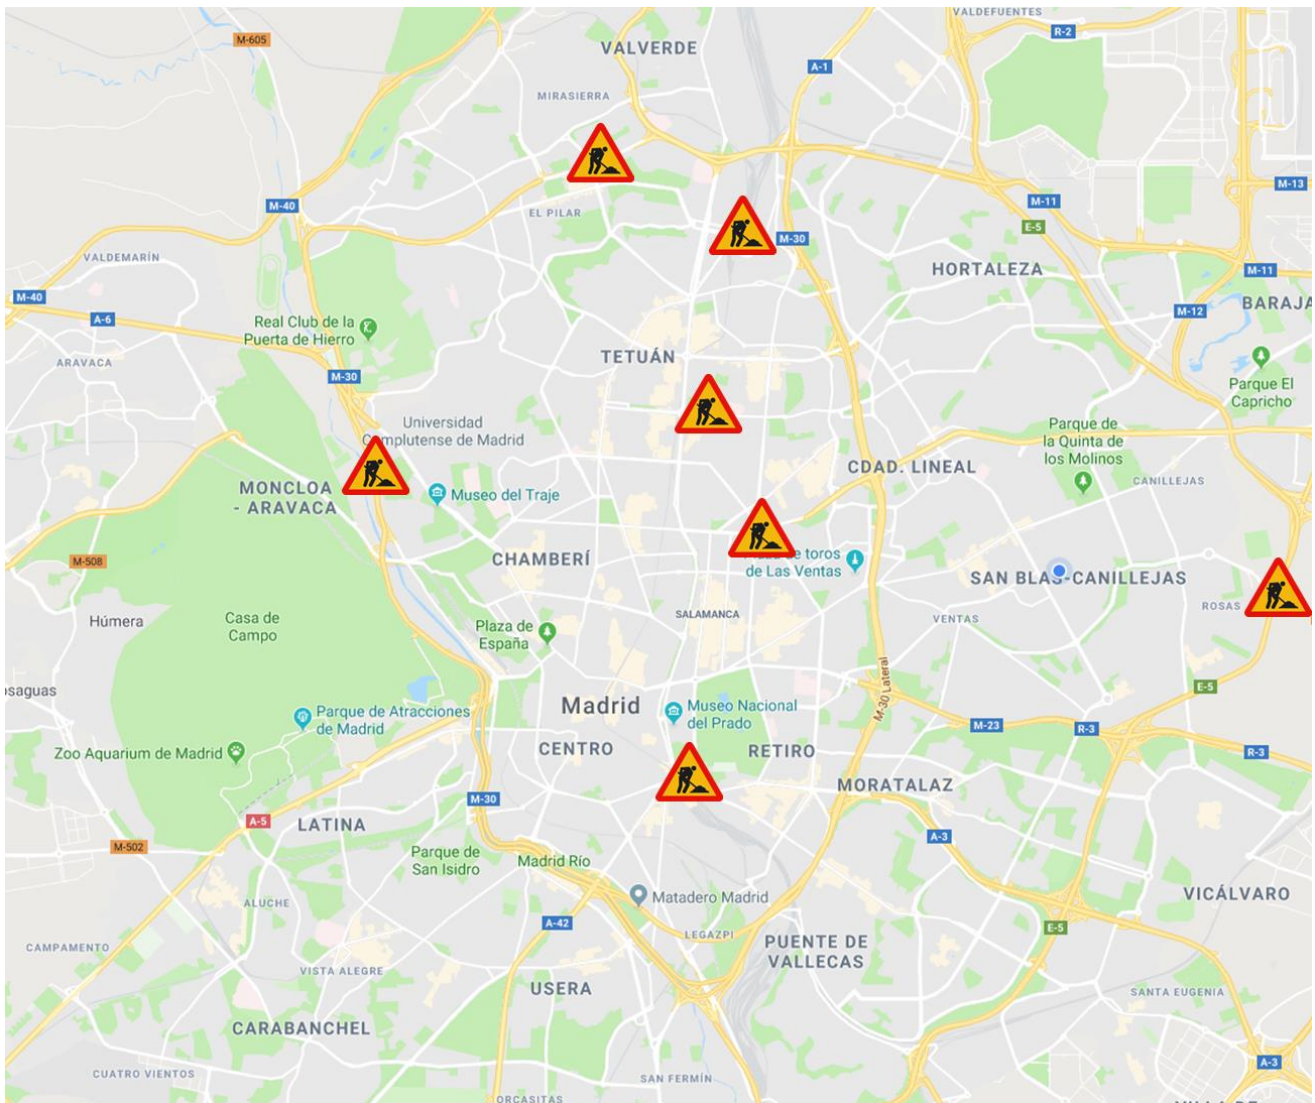 VALDEFUENTES
R-2
M-605
VALVERDE
A-1
MIRASIERRA
M-13
M-40
M-11
EL PILAR
E-5
M-30
VALDEMARÍN
HORTALEZA
M-11
M-40
BARAJA
A-6
Real Club de la
Puerta de Hierro
M-12
ARAVACA
TETUÁN
M-30
Parque El
Capricho
Universidad
Complutense de Madrid
Parque de
la Quinta de
los Molinos
CDAD. LINEAL
CANILLEJAS
MONCLOA
- ARAVACA
Museo del Traje
M-508
CHAMBERÍ
de toros
de Las Ventas
SAN BLAS-CANILLEJAS
ROSAS
Húmera
Casa de
Campo
SALAMANCA
VENTAS
Plaza de
España
osaguas
E-5
M-30 Lateral
Parque de Atracciones
de Madrid
Madrid
Museo Nacional
del Prado
M-23
R-3
R-3
Zoo Aquarium de Madrid
CENTRO
RETIRO
MORATALAZ
M-30
A-5
LATINA
A-3
M-502
Parque de
San Isidro
Madrid Río
Matadero Madrid
VICÁLVARO
ALUCHE
A-42
LEGAZPI
E-5
CAMPAMENTO
PUENTE DE
VALLECAS
VISTA ALEGRE
USERA
SANTA EUGENIA
CARABANCHEL
A-3
CUATRO VIENTOS
SAN FERMÍN
ORCASITAS
VILLA DE